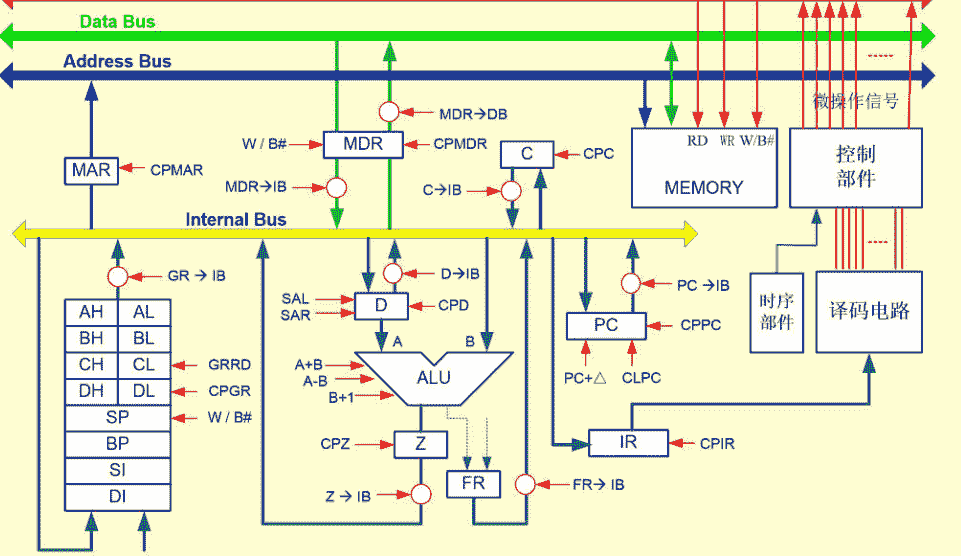 Data Bus
Address Bus
微操作信号
MDR→DB
W / B#
MDR
CPMDR
RD WR W/B#
MEMORY
控制
部件
C
CPC
MAR
CPMAR
MDR→IB
C→IB
Internal Bus
GR → IB
D→IB
PC →IB
SAL
SAR
D
CPD
时序
部件
译码电路
AH AL
BH BL
CH CL
DH DL
SP
BP
SI
DI
GRRD
CPGR
W / B#
A
B
ALU
A+B
A-B
B+1
PC
CPPC
PC+△
CLPC
CPZ
Z
IR
CPIR
FR
Z → IB
FR→ IB